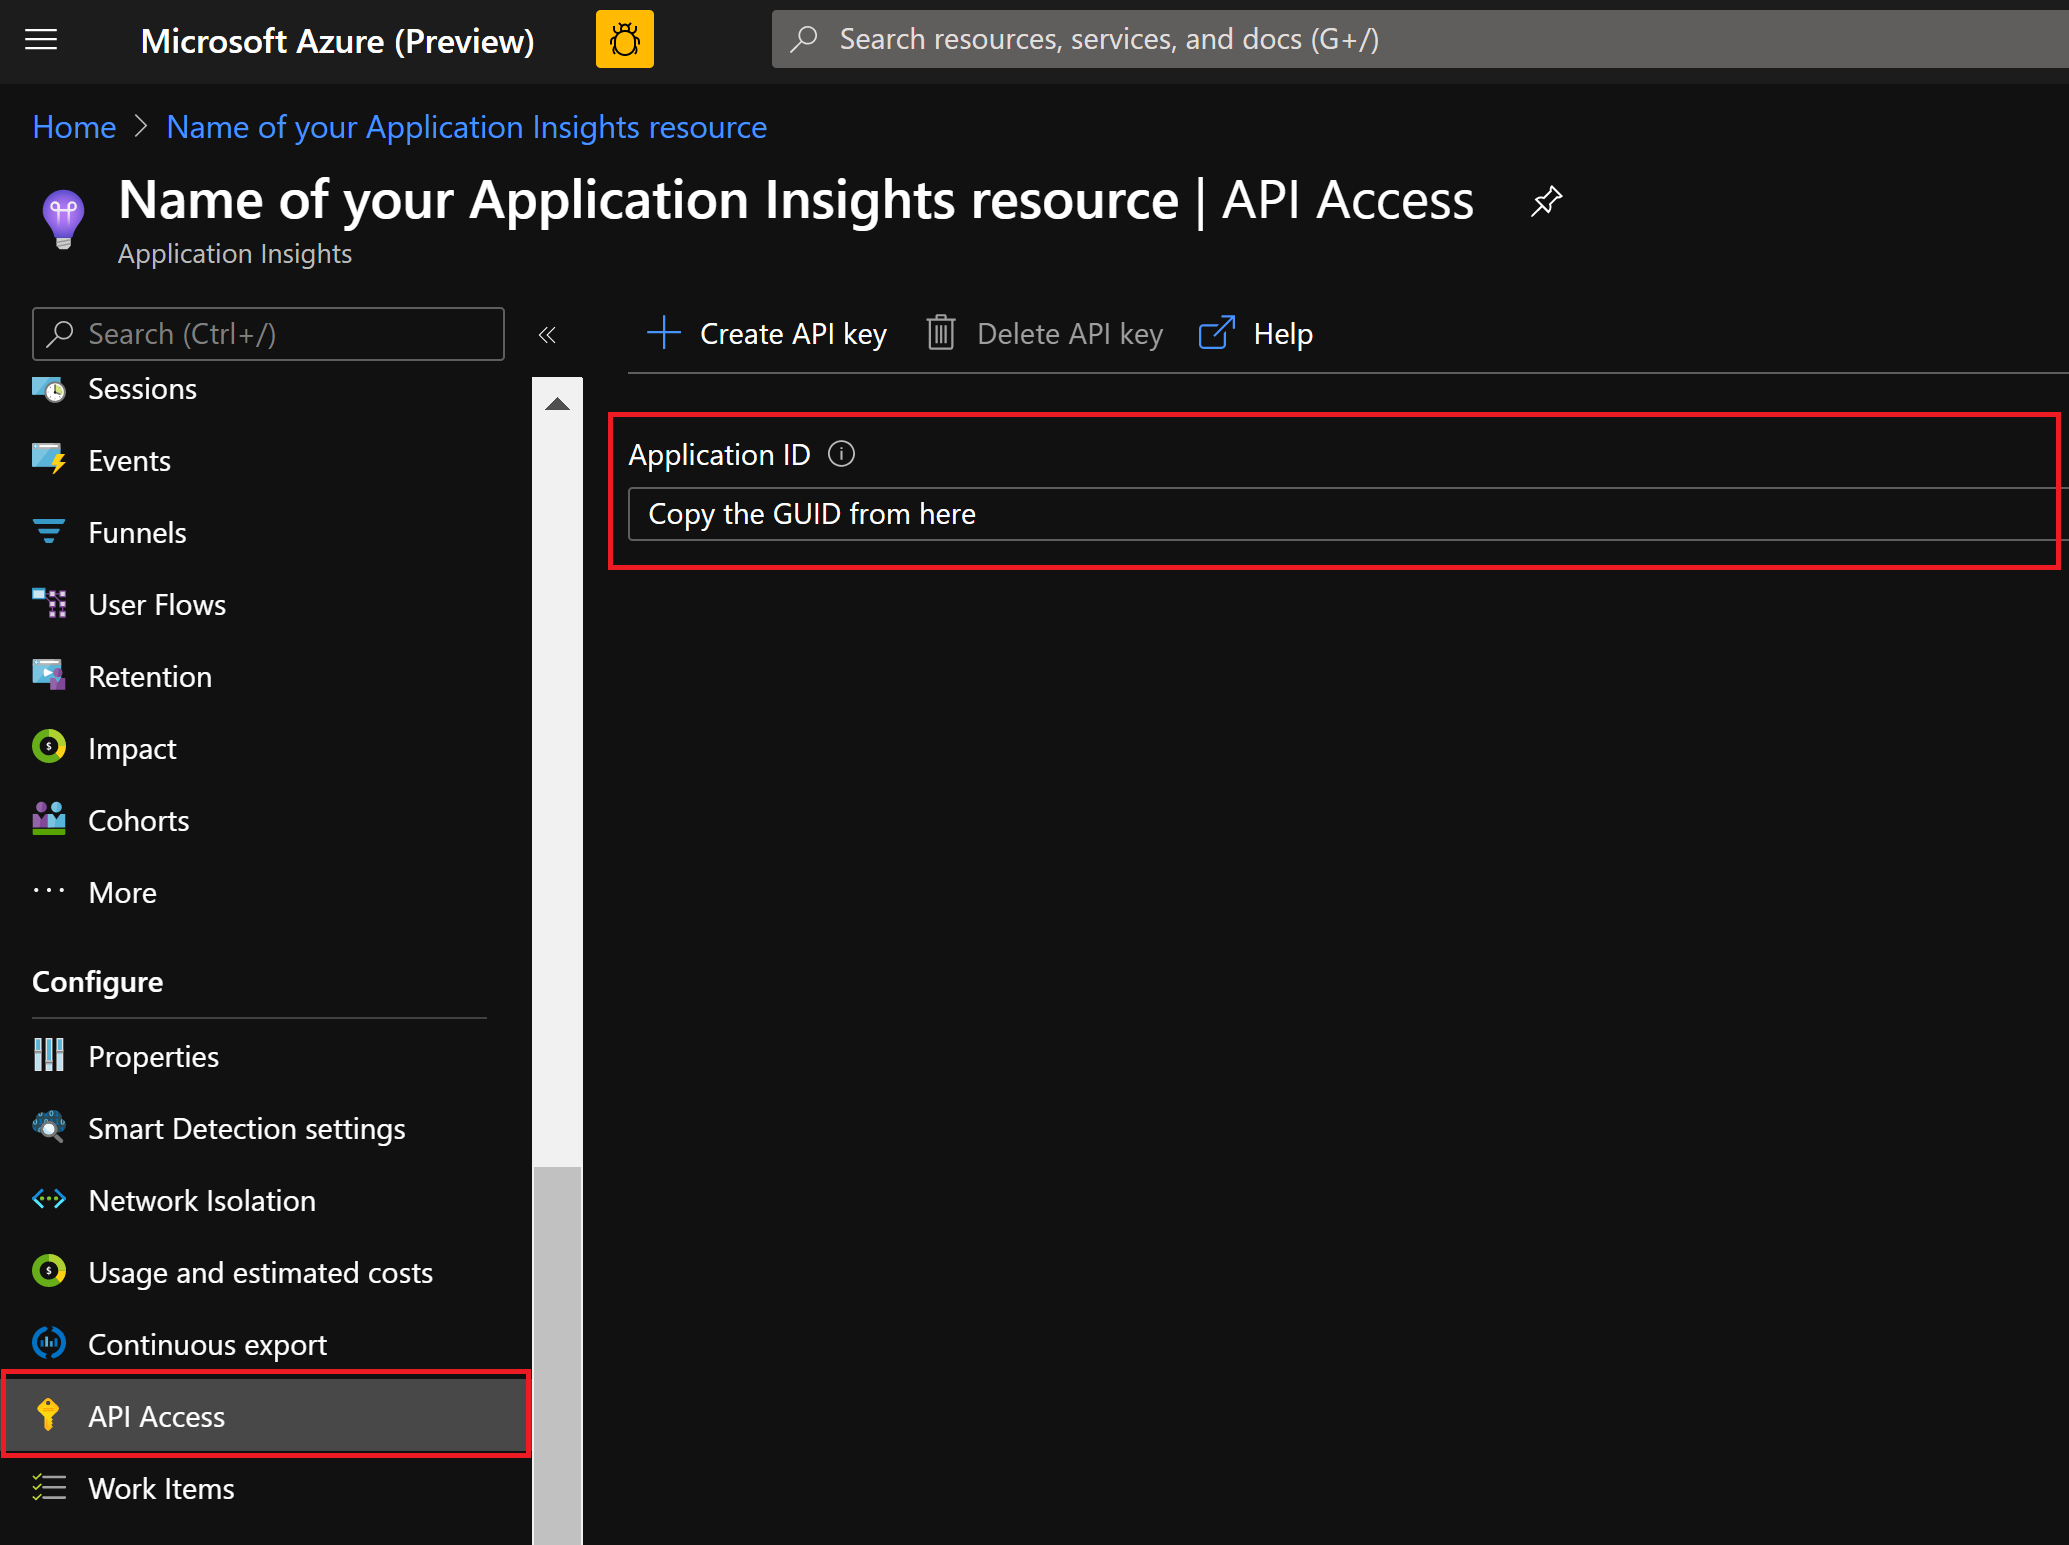 Microsoft Azure (Preview)
Search resources, services, and docs (G+/)
Home > Name of your Application Insights resource
Name of your Application Insights resource | API Access
Application Insights
Search (Ctrl+/)
«
Create API key
Delete API key
Help
Sessions
Events
Funnels
User Flows
Retention
Impact
Cohorts
More
Configure
Properties
Smart Detection settings
Network Isolation
Usage and estimated costs
Continuous export
API Access
Work Items
Application ID
Copy the GUID from here